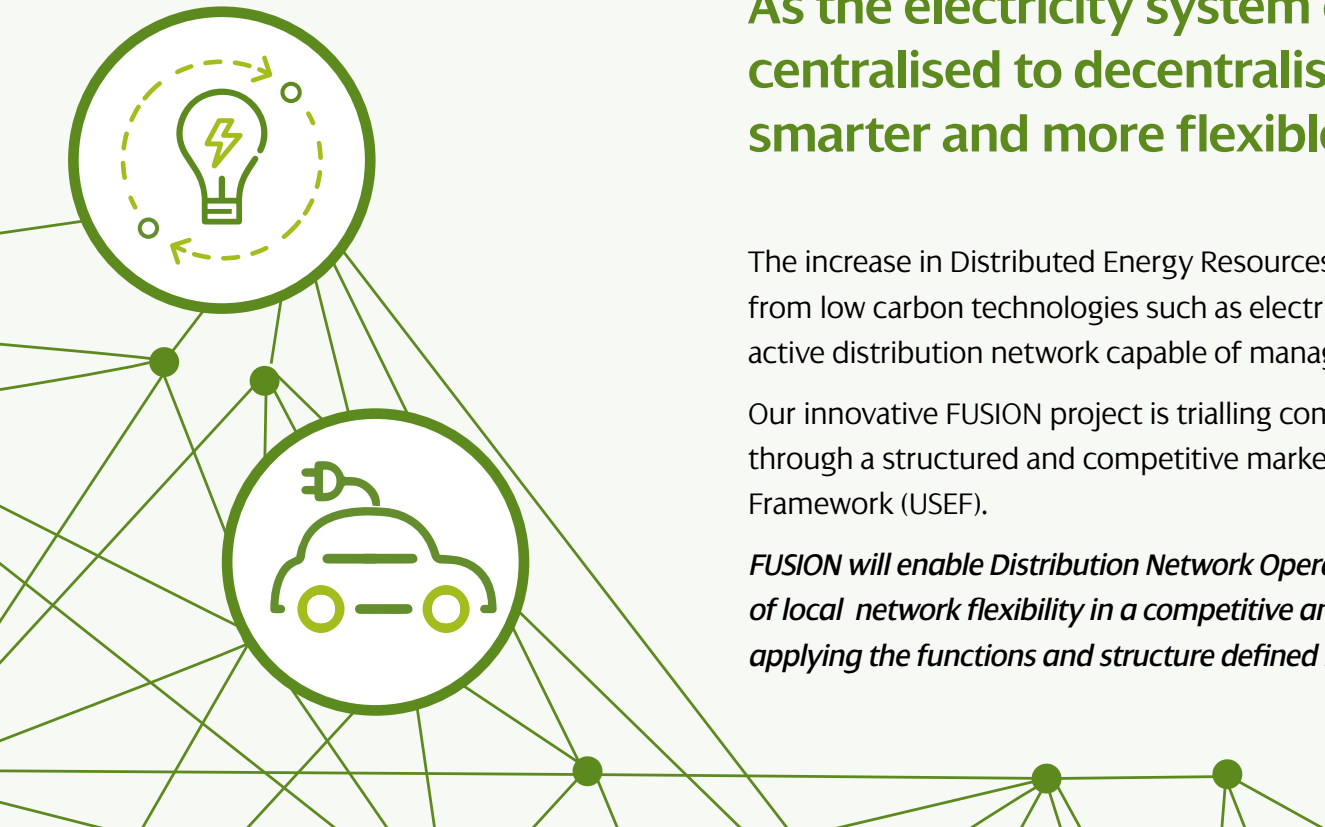 As the electricity system
centralised to decentralis
smarter and more flexible
The increase in Distributed Energy Resources
from low carbon technologies such as electr
active distribution network capable of manag
Our innovative FUSION project is trialling com
through a structured and competitive marke
Framework (USEF).
FUSION will enable Distribution Network Opera
of local network flexibility in a competitive an
applying the functions and structure defined